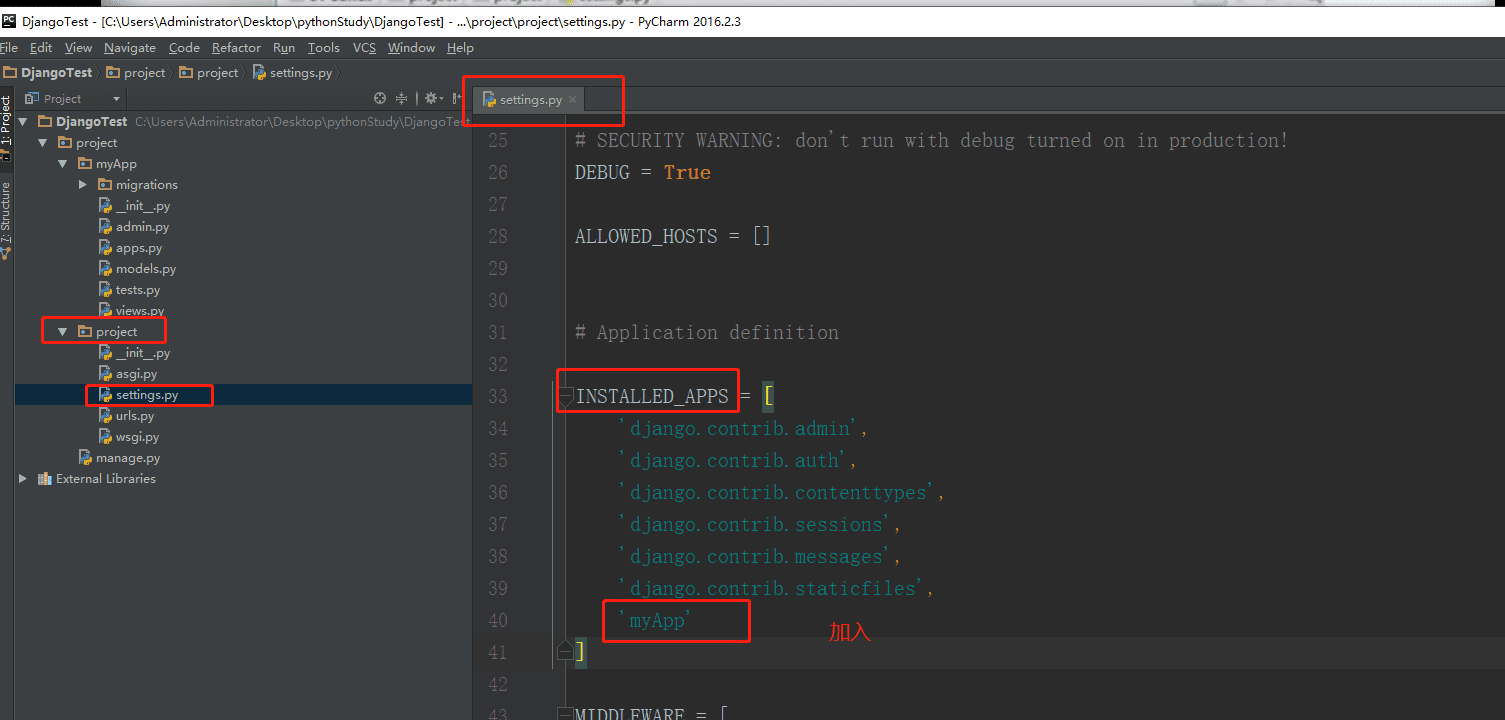 DjangoTest - [C:\Users\Administrator\Desktop\pythonStudy\DjangoTest] - ...\project\project\settings.py - PyCharm 2016.2.3
File Edit View Navigate Code Refactor Run Tools VCS Window Help
DjangoTest project project settings.py
Project
settings.py
1: Project
7: Structure
DjangoTest C:\Users\Administrator\Desktop\pythonStudy\DjangoTest
project
myApp
migrations
__init__.py
admin.py
apps.py
models.py
tests.py
views.py
project
__init__.py
asgi.py
settings.py
urls.py
wsgi.py
manage.py
External Libraries
25 # SECURITY WARNING: don't run with debug turned on in production!
26 DEBUG = True
27
28 ALLOWED_HOSTS = []
29
30
31 # Application definition
32
33 INSTALLED_APPS = [
34 'django.contrib.admin',
35 'django.contrib.auth',
36 'django.contrib.contenttypes',
37 'django.contrib.sessions',
38 'django.contrib.messages',
39 'django.contrib.staticfiles',
40 'myApp' 加入
41 ]
42
43 MIDDLEWARE = [